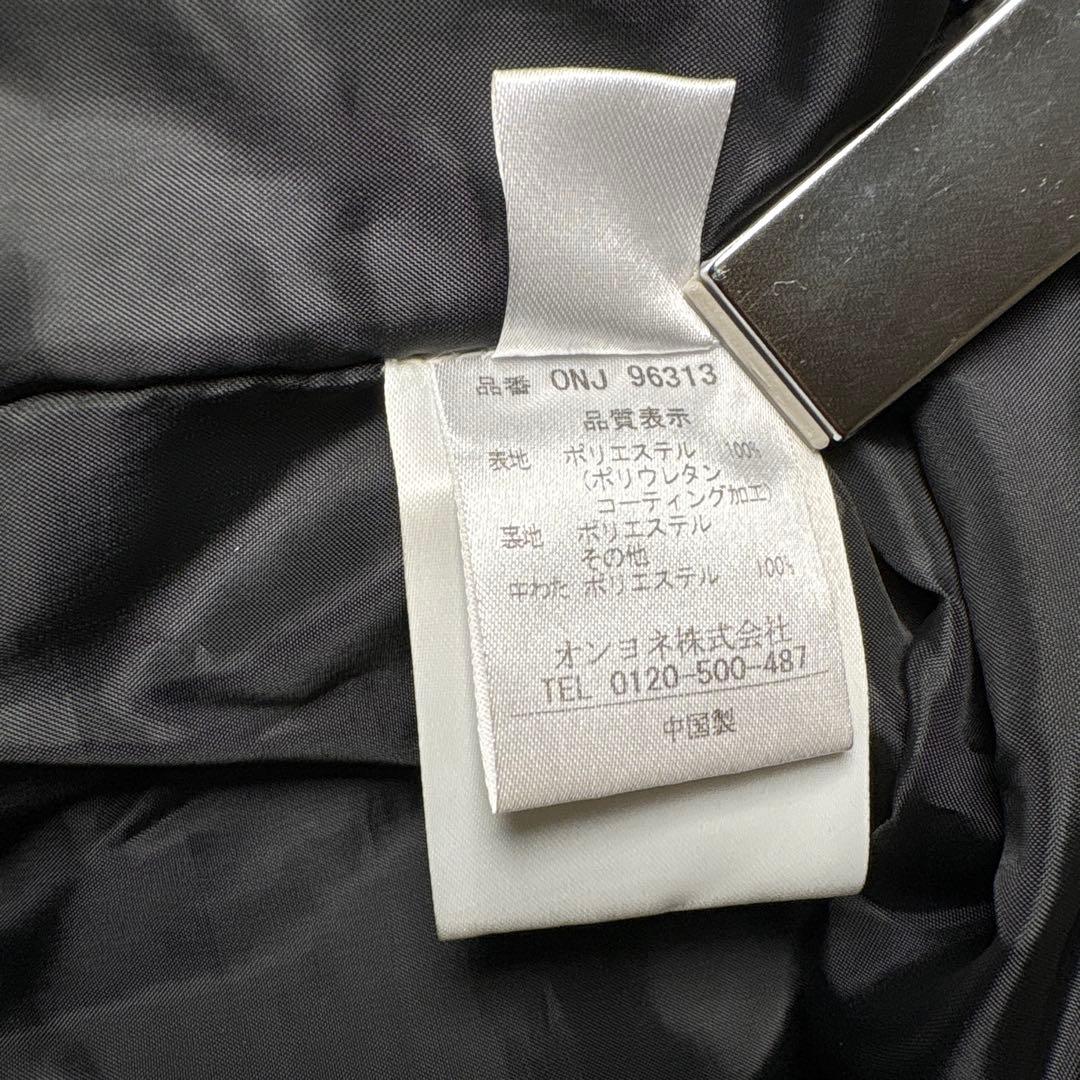 品番 ONJ 96313
品質表示
表地 ポリエステル 100%
(ポリウレタン
コーティング加工)
裏地 ポリエステル
その他
中わた ポリエステル 100%
オンヨネ株式会社
TEL 0120-500-487
中国製